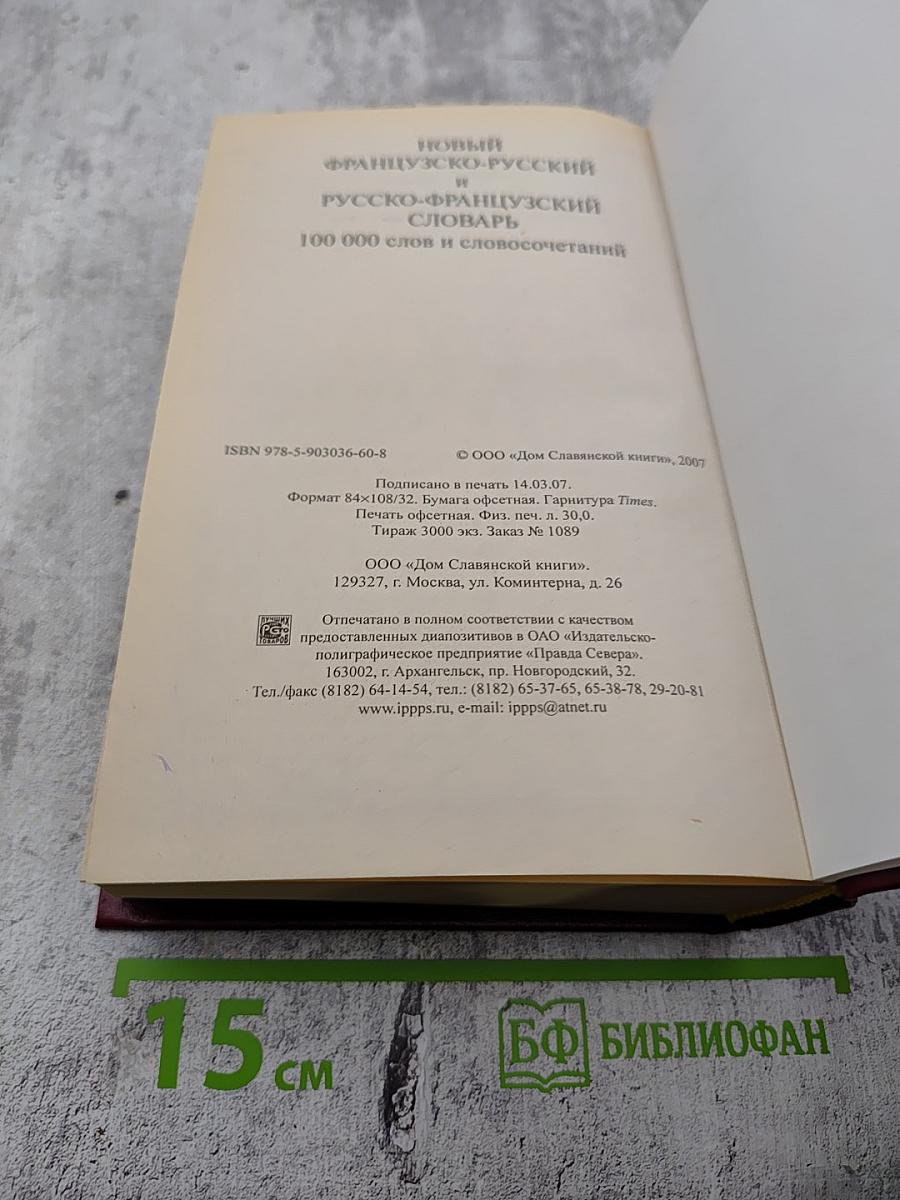 НОВЫЙ
ФРАНЦУЗСКО-РУССКИЙ
И
РУССКО-ФРАНЦУЗСКИЙ
СЛОВАРЬ
100 000 слов и словосочетаний
ISBN 978-5-903036-60-8 © ООО «Дом Славянской книги», 2007
Подписано в печать 14.03.07.
Формат 84×108/32. Бумага офсетная. Гарнитура Times.
Печать офсетная. Физ. печ. л. 30,0.
Тираж 3000 экз. Заказ № 1089
ООО «Дом Славянской книги».
129327, г. Москва, ул. Коминтерна, д. 26
ЛУЧШИХ
СТО
ТОВАРОВ
Отпечатано в полном соответствии с качеством
предоставленных диапозитивов в ОАО «Издательско-
полиграфическое предприятие «Правда Севера».
163002, г. Архангельск, пр. Новгородский, 32.
Тел./факс (8182) 64-14-54, тел.: (8182) 65-37-65, 65-38-78, 29-20-81
www.ippps.ru, e-mail: ippps@atnet.ru
15 см
БФ БИБЛИОФАН